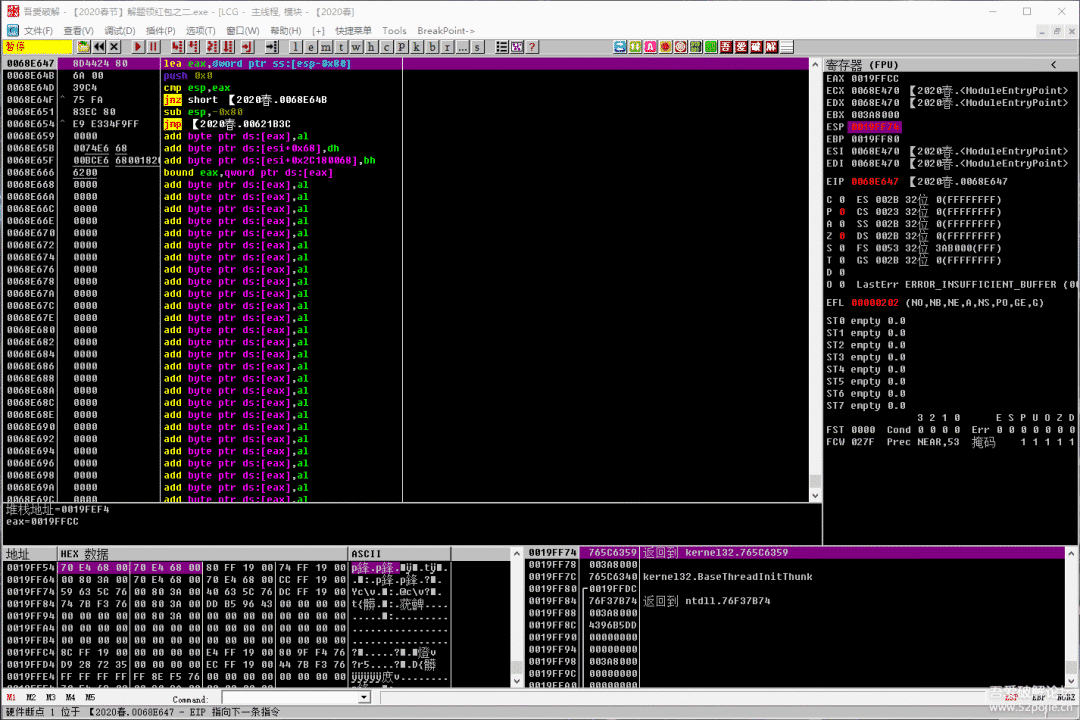 吾爱破解 - 【2020春节】解题领红包之二.exe - [LCG - 主线程, 模块 - 【2020春]
文件(F) 查看(V) 调试(D) 插件(P) 选项(T) 窗口(W) 帮助(H) [+] 快捷菜单 Tools BreakPoint->
暂停 l e m t w h c p k b r ... s ? 吾 爱 破 解
0068E647 8D4424 80 lea eax,dword ptr ss:[esp-0x80]
0068E64B 6A 00 push 0x0
0068E64D 39C4 cmp esp,eax
0068E64F ^ 75 FA jnz short 【2020春.0068E64B
0068E651 83EC 80 sub esp,-0x80
0068E654 ^ E9 E334F9FF jmp 【2020春.00621B3C
0068E659 0000 add byte ptr ds:[eax],al
0068E65B 0074E6 68 add byte ptr ds:[esi+0x68],dh
0068E65F 00BCE6 6800182C add byte ptr ds:[esi+0x2C180068],bh
0068E666 6200 bound eax,qword ptr ds:[eax]
0068E668 0000 add byte ptr ds:[eax],al
0068E66A 0000 add byte ptr ds:[eax],al
0068E66C 0000 add byte ptr ds:[eax],al
0068E66E 0000 add byte ptr ds:[eax],al
0068E670 0000 add byte ptr ds:[eax],al
0068E672 0000 add byte ptr ds:[eax],al
0068E674 0000 add byte ptr ds:[eax],al
0068E676 0000 add byte ptr ds:[eax],al
0068E678 0000 add byte ptr ds:[eax],al
0068E67A 0000 add byte ptr ds:[eax],al
0068E67C 0000 add byte ptr ds:[eax],al
0068E67E 0000 add byte ptr ds:[eax],al
0068E680 0000 add byte ptr ds:[eax],al
0068E682 0000 add byte ptr ds:[eax],al
0068E684 0000 add byte ptr ds:[eax],al
0068E686 0000 add byte ptr ds:[eax],al
0068E688 0000 add byte ptr ds:[eax],al
0068E68A 0000 add byte ptr ds:[eax],al
0068E68C 0000 add byte ptr ds:[eax],al
0068E68E 0000 add byte ptr ds:[eax],al
0068E690 0000 add byte ptr ds:[eax],al
0068E692 0000 add byte ptr ds:[eax],al
0068E694 0000 add byte ptr ds:[eax],al
0068E696 0000 add byte ptr ds:[eax],al
0068E698 0000 add byte ptr ds:[eax],al
0068E69A 0000 add byte ptr ds:[eax],al
0068E69C 0000 add byte ptr ds:[eax],al
堆栈地址=0019FEF4
eax=0019FFCC
寄存器 (FPU) <
EAX 0019FFCC
ECX 0068E470 【2020春.<ModuleEntryPoint>
EDX 0068E470 【2020春.<ModuleEntryPoint>
EBX 003A8000
ESP 0019FF74
EBP 0019FF80
ESI 0068E470 【2020春.<ModuleEntryPoint>
EDI 0068E470 【2020春.<ModuleEntryPoint>
EIP 0068E647 【2020春.0068E647
C 0 ES 002B 32位 0(FFFFFFFF)
P 0 CS 0023 32位 0(FFFFFFFF)
A 0 SS 002B 32位 0(FFFFFFFF)
Z 0 DS 002B 32位 0(FFFFFFFF)
S 0 FS 0053 32位 3AB000(FFF)
T 0 GS 002B 32位 0(FFFFFFFF)
D 0
O 0 LastErr ERROR_INSUFFICIENT_BUFFER (00
EFL 00000202 (NO,NB,NE,A,NS,PO,GE,G)
ST0 empty 0.0
ST1 empty 0.0
ST2 empty 0.0
ST3 empty 0.0
ST4 empty 0.0
ST5 empty 0.0
ST6 empty 0.0
ST7 empty 0.0
3 2 1 0 E S P U O Z D
FST 0000 Cond 0 0 0 0 Err 0 0 0 0 0 0 0
FCW 027F Prec NEAR,53 掩码 1 1 1 1 1
地址 HEX 数据 ASCII
0019FF54 70 E4 68 00 70 E4 68 00 80 FF 19 00 74 FF 19 00
0019FF64 00 80 3A 00 70 E4 68 00 70 E4 68 00 CC FF 19 00
0019FF74 59 63 5C 76 00 80 3A 00 40 63 5C 76 DC FF 19 00
0019FF84 74 7B F3 76 00 80 3A 00 DD B5 96 43 00 00 00 00
0019FF94 00 00 00 00 00 80 3A 00 00 00 00 00 00 00 00 00
0019FFA4 00 00 00 00 00 00 00 00 00 00 00 00 00 00 00 00
0019FFB4 00 00 00 00 00 00 00 00 00 00 00 00 00 00 00 00
0019FFC4 8C FF 19 00 00 00 00 00 E4 FF 19 00 80 9F F4 76
0019FFD4 D9 28 72 35 00 00 00 00 EC FF 19 00 44 7B F3 76
0019FFE4 FF FF FF FF FF 8E F5 76 00 00 00 00 00 00 00 00
0019FF74 765C6359 返回到 kernel32.765C6359
0019FF78 003A8000
0019FF7C 765C6340 kernel32.BaseThreadInitThunk
0019FF80 0019FFDC
0019FF84 76F37B74 返回到 ntdll.76F37B74
0019FF88 003A8000
0019FF8C 4396B5DD
0019FF90 00000000
0019FF94 00000000
0019FF98 003A8000
0019FF9C 00000000
0019FFA0 00000000
M1 M2 M3 M4 M5 Command: ESP EBP NONE
硬件断点 1 位于 【2020春.0068E647 - EIP 指向下一条指令
吾爱破解论坛
www.52pojie.cn